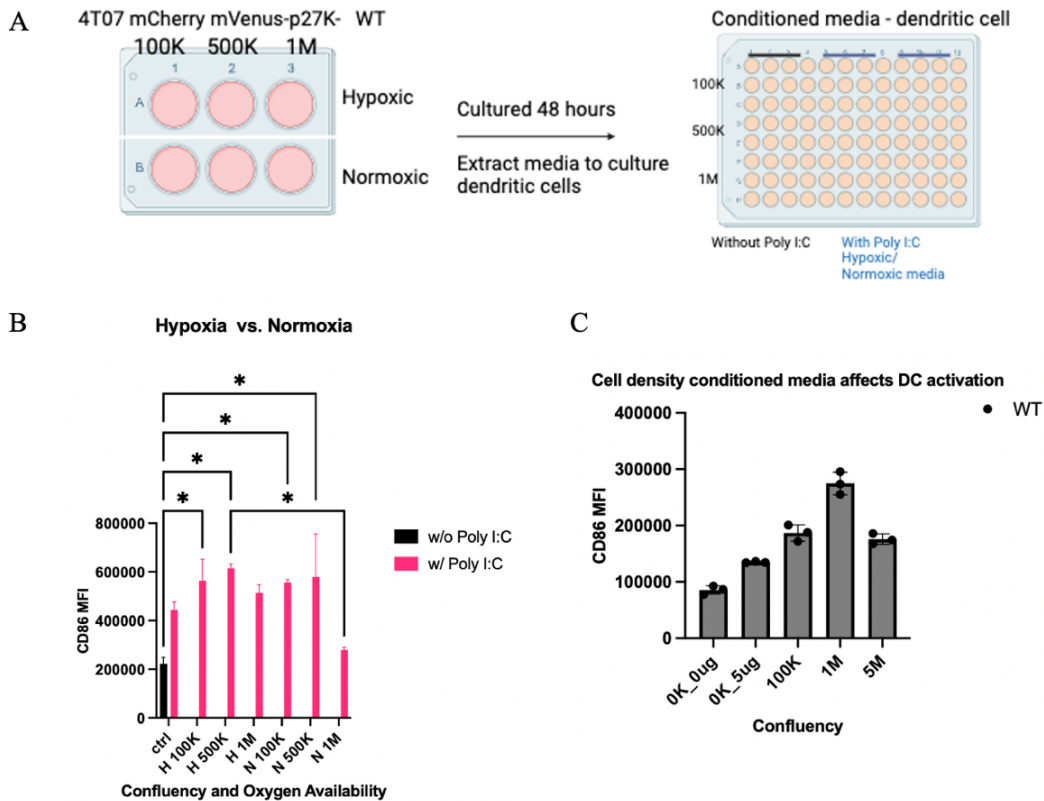 A
4T07 mCherry mVenus-p27K- WT
100K 500K 1M
1 2 3
A
Hypoxic
B
Normoxic
Cultured 48 hours
Extract media to culture
dendritic cells
Conditioned media - dendritic cell
100K
500K
1M
Without Poly I:C
With Poly I:C
Hypoxic/
Normoxic media
B
Hypoxia vs. Normoxia
*
*
*
*
*
w/o Poly I:C
w/ Poly I:C
CD86 MFI
800000
600000
400000
200000
0
ctrl
H 100K
H 500K
H 1M
N 100K
N 500K
N 1M
Confluency and Oxygen Availability
C
Cell density conditioned media affects DC activation
WT
CD86 MFI
400000
300000
200000
100000
0
0K_0ug
0K_5ug
100K
1M
5M
Confluency